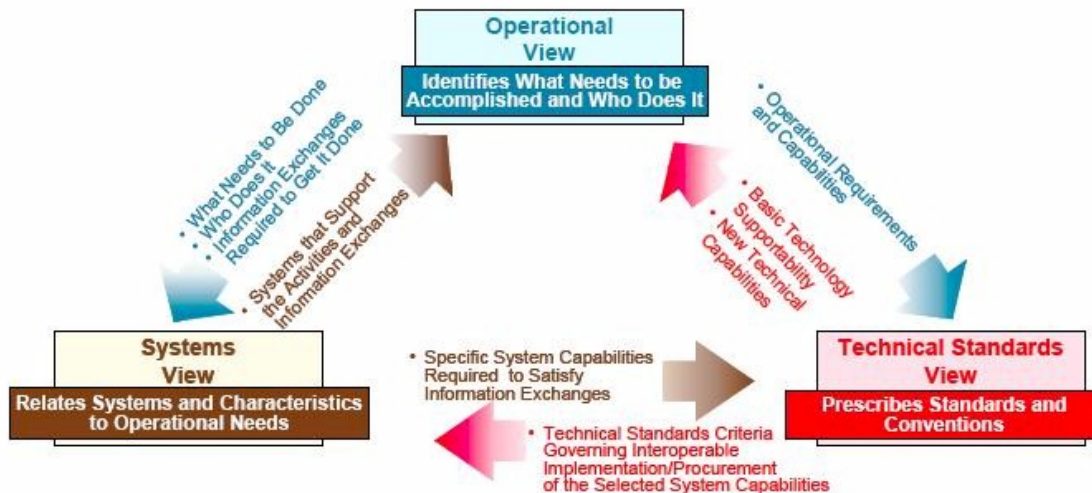 Operational
View
Identifies What Needs to be
Accomplished and Who Does It
• What Needs to Be Done
• Who Does It
• Information Exchanges
Required to Get It Done
• Systems that Support
the Activities and
Information Exchanges
• Operational Requirements
and Capabilities
• Basic Technology
Supportability
• New Technical
Capabilities
Systems
View
Relates Systems and Characteristics
to Operational Needs
• Specific System Capabilities
Required to Satisfy
Information Exchanges
• Technical Standards Criteria
Governing Interoperable
Implementation/Procurement
of the Selected System Capabilities
Technical Standards
View
Prescribes Standards and
Conventions